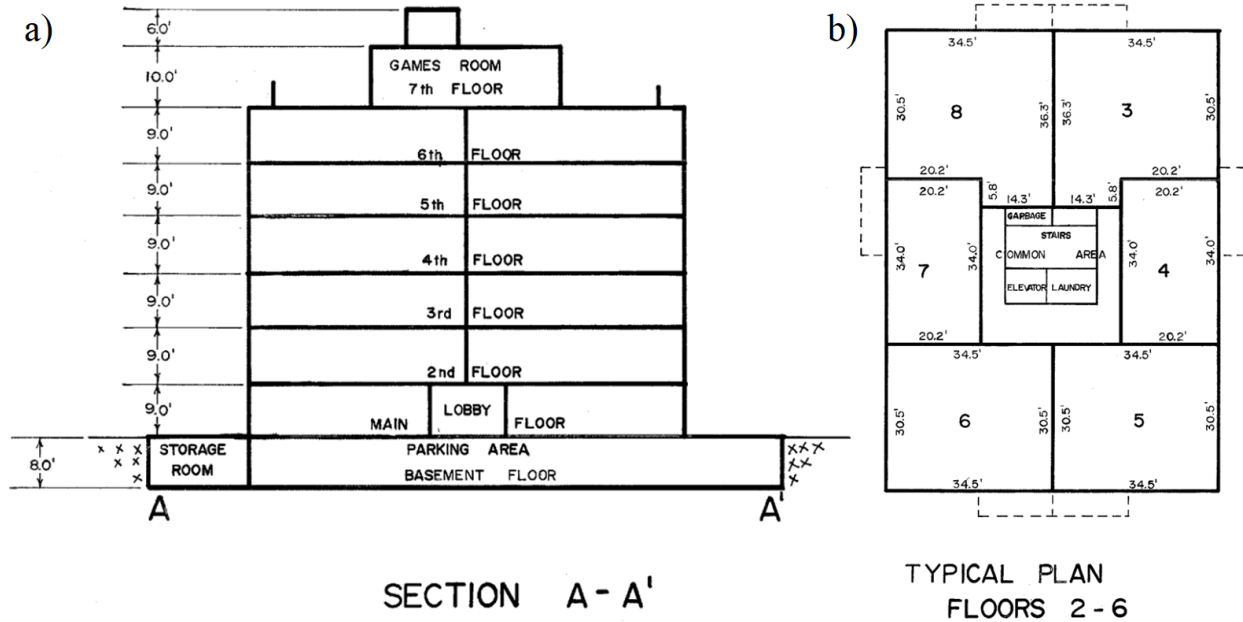 a)
6.0'
10.0'
9.0'
9.0'
9.0'
9.0'
9.0'
9.0'
8.0'
GAMES ROOM
7th FLOOR
6th FLOOR
5th FLOOR
4th FLOOR
3rd FLOOR
2nd FLOOR
MAIN LOBBY FLOOR
STORAGE
ROOM
PARKING AREA
BASEMENT FLOOR
A A'
SECTION A-A'
b)
34.5' 34.5'
30.5' 8 36.3' 36.3' 3 30.5'
20.2' 20.2'
20.2' 5.8' 14.3' 14.3' 5.8' 20.2'
GARBAGE
STAIRS
COMMON AREA
34.0' 7 34.0' 34.0' 4 34.0'
ELEVATOR LAUNDRY
20.2' 20.2'
34.5' 34.5'
30.5' 6 30.5' 30.5' 5 30.5'
34.5' 34.5'
TYPICAL PLAN
FLOORS 2-6